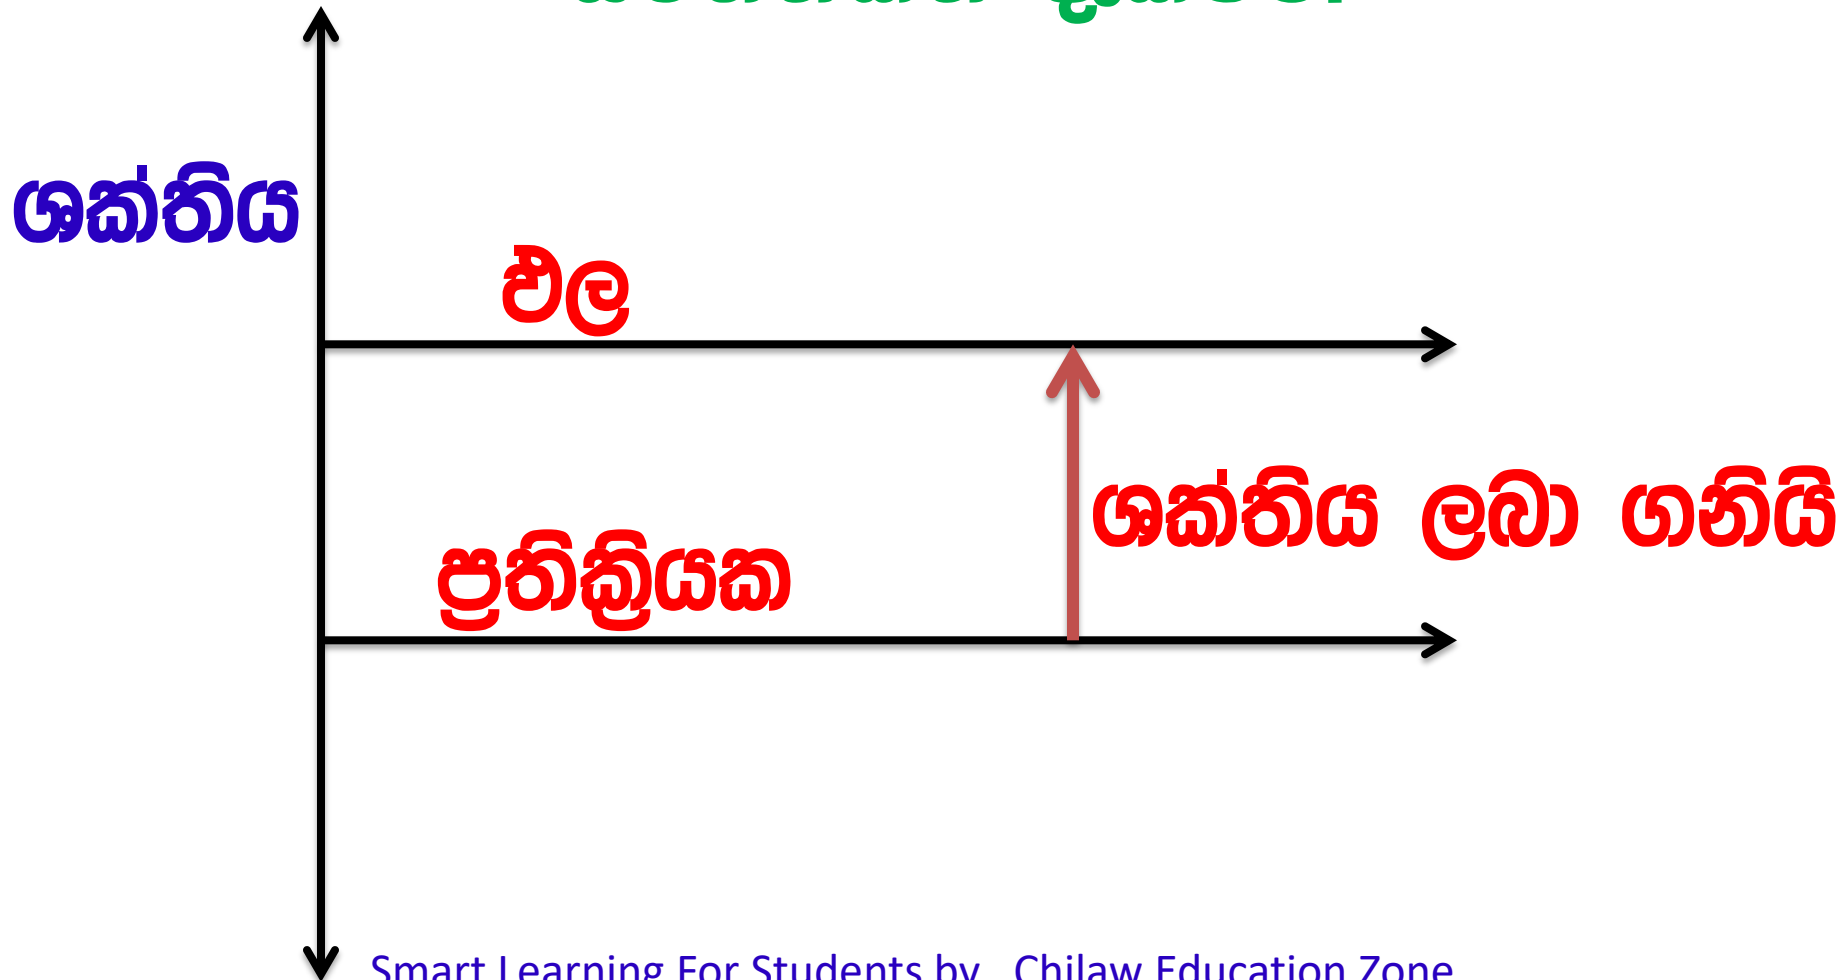 ශක්තිය
ඵල
ශක්තිය ලබා ගනියි
ප්‍රතික්‍රියක
Smart Learning For Students by Chilaw Education Zone